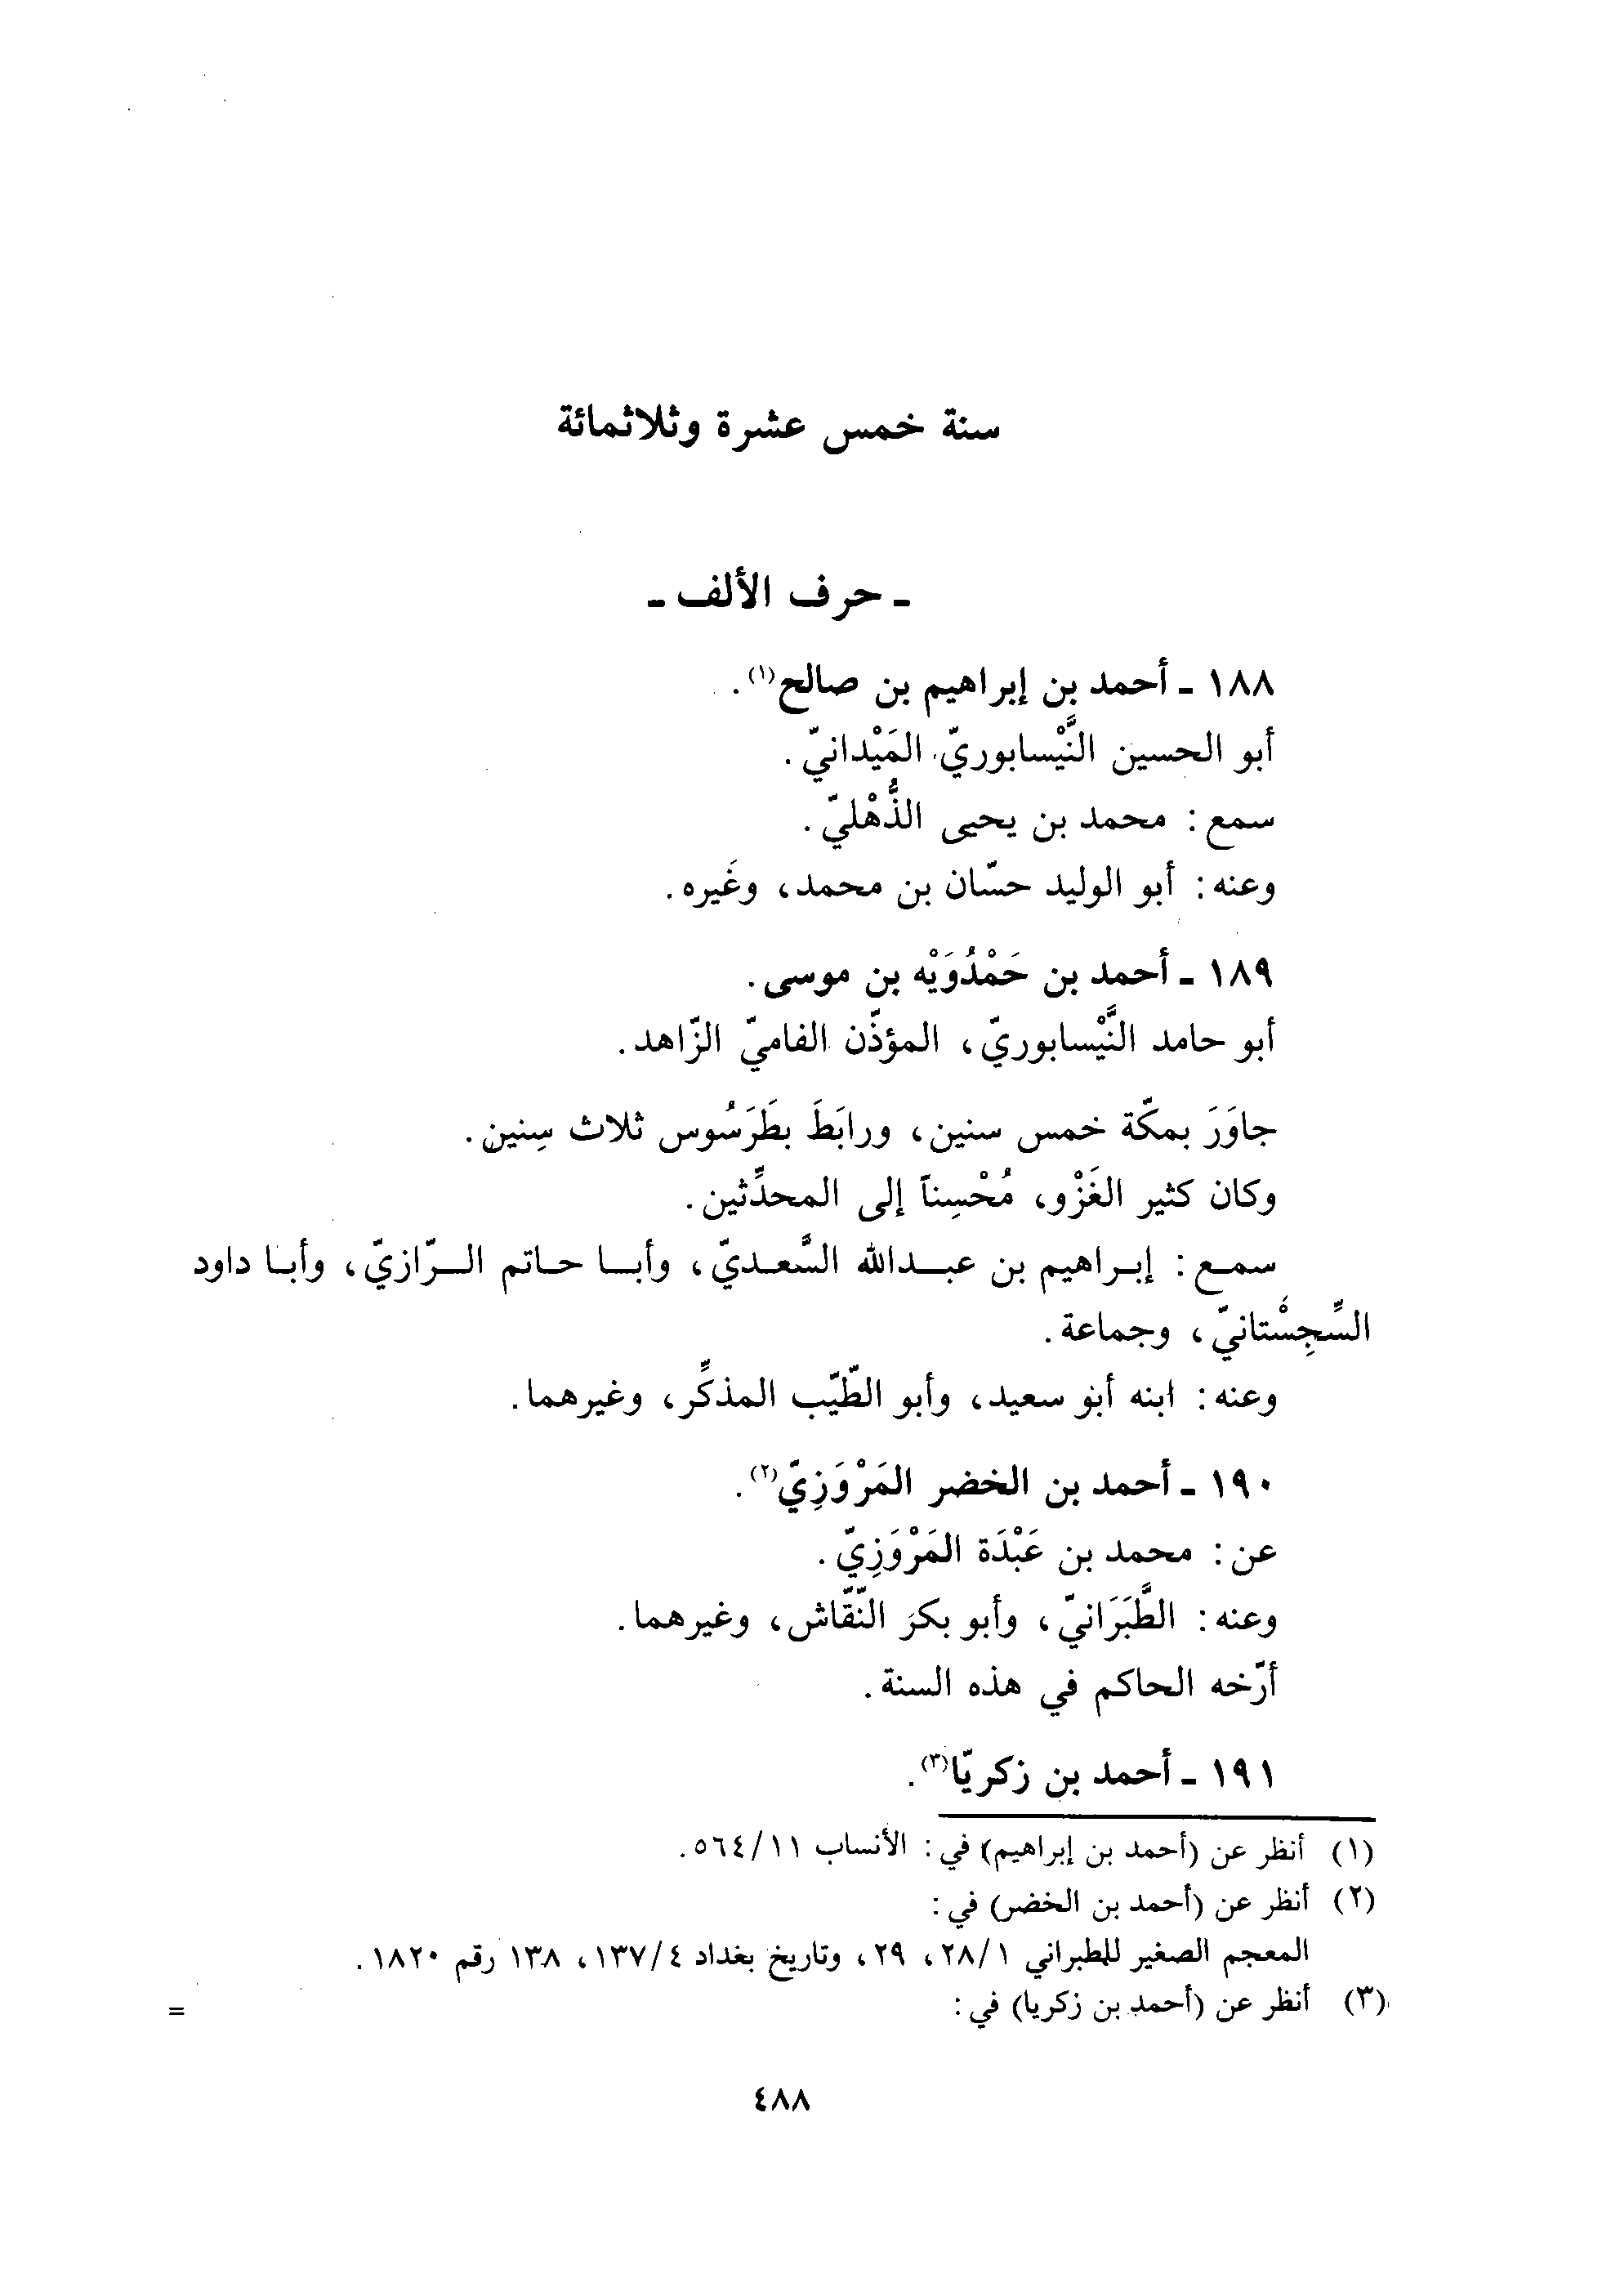 سنة خمس عشرة وثلاثمائة
ـ حرف الألف ـ
١٨٨ ـ أحمد بن إبراهيم بن صالح(١).
أبو الحسين النَّيْسابوريّ، المَيْدانيّ.
سمع: محمد بن يحيى الذُّهْليّ.
وعنه: أبو الوليد حسّان بن محمد، وغَيره.
١٨٩ ـ أحمد بن حَمْدُوَيْه بن موسى.
أبو حامد النَّيْسابوريّ، المؤذّن الفاميّ الزّاهد.
جاوَرَ بمكّة خمس سنين، ورابَطَ بطَرَسُوس ثلاث سِنين.
وكان كثير الغَزْو، مُحْسِناً إلى المحدِّثين.
سمع: إبراهيم بن عبدالله السَّعديّ، وأبا حاتم الرّازيّ، وأبا داود
السِّجِسْتانيّ، وجماعة.
وعنه: ابنه أبو سعيد، وأبو الطّيّب المذكِّر، وغيرهما.
١٩٠ ـ أحمد بن الخضر المَرْوَزِيّ(٢).
عن: محمد بن عَبْدَة المَرْوَزِيّ.
وعنه: الطَّبَرَانيّ، وأبو بكر النّقّاش، وغيرهما.
أرّخه الحاكم في هذه السنة.
١٩١ ـ أحمد بن زكريّا(٣).
(١) أنظر عن (أحمد بن إبراهيم) في: الأنساب ٥٦٤/١١.
(٢) أنظر عن (أحمد بن الخضر) في:
المعجم الصغير للطبراني ٢٨/١، ٢٩، وتاريخ بغداد ١٣٧/٤، ١٣٨ رقم ١٨٢٠.
(٣) أنظر عن (أحمد بن زكريا) في: =
٤٨٨